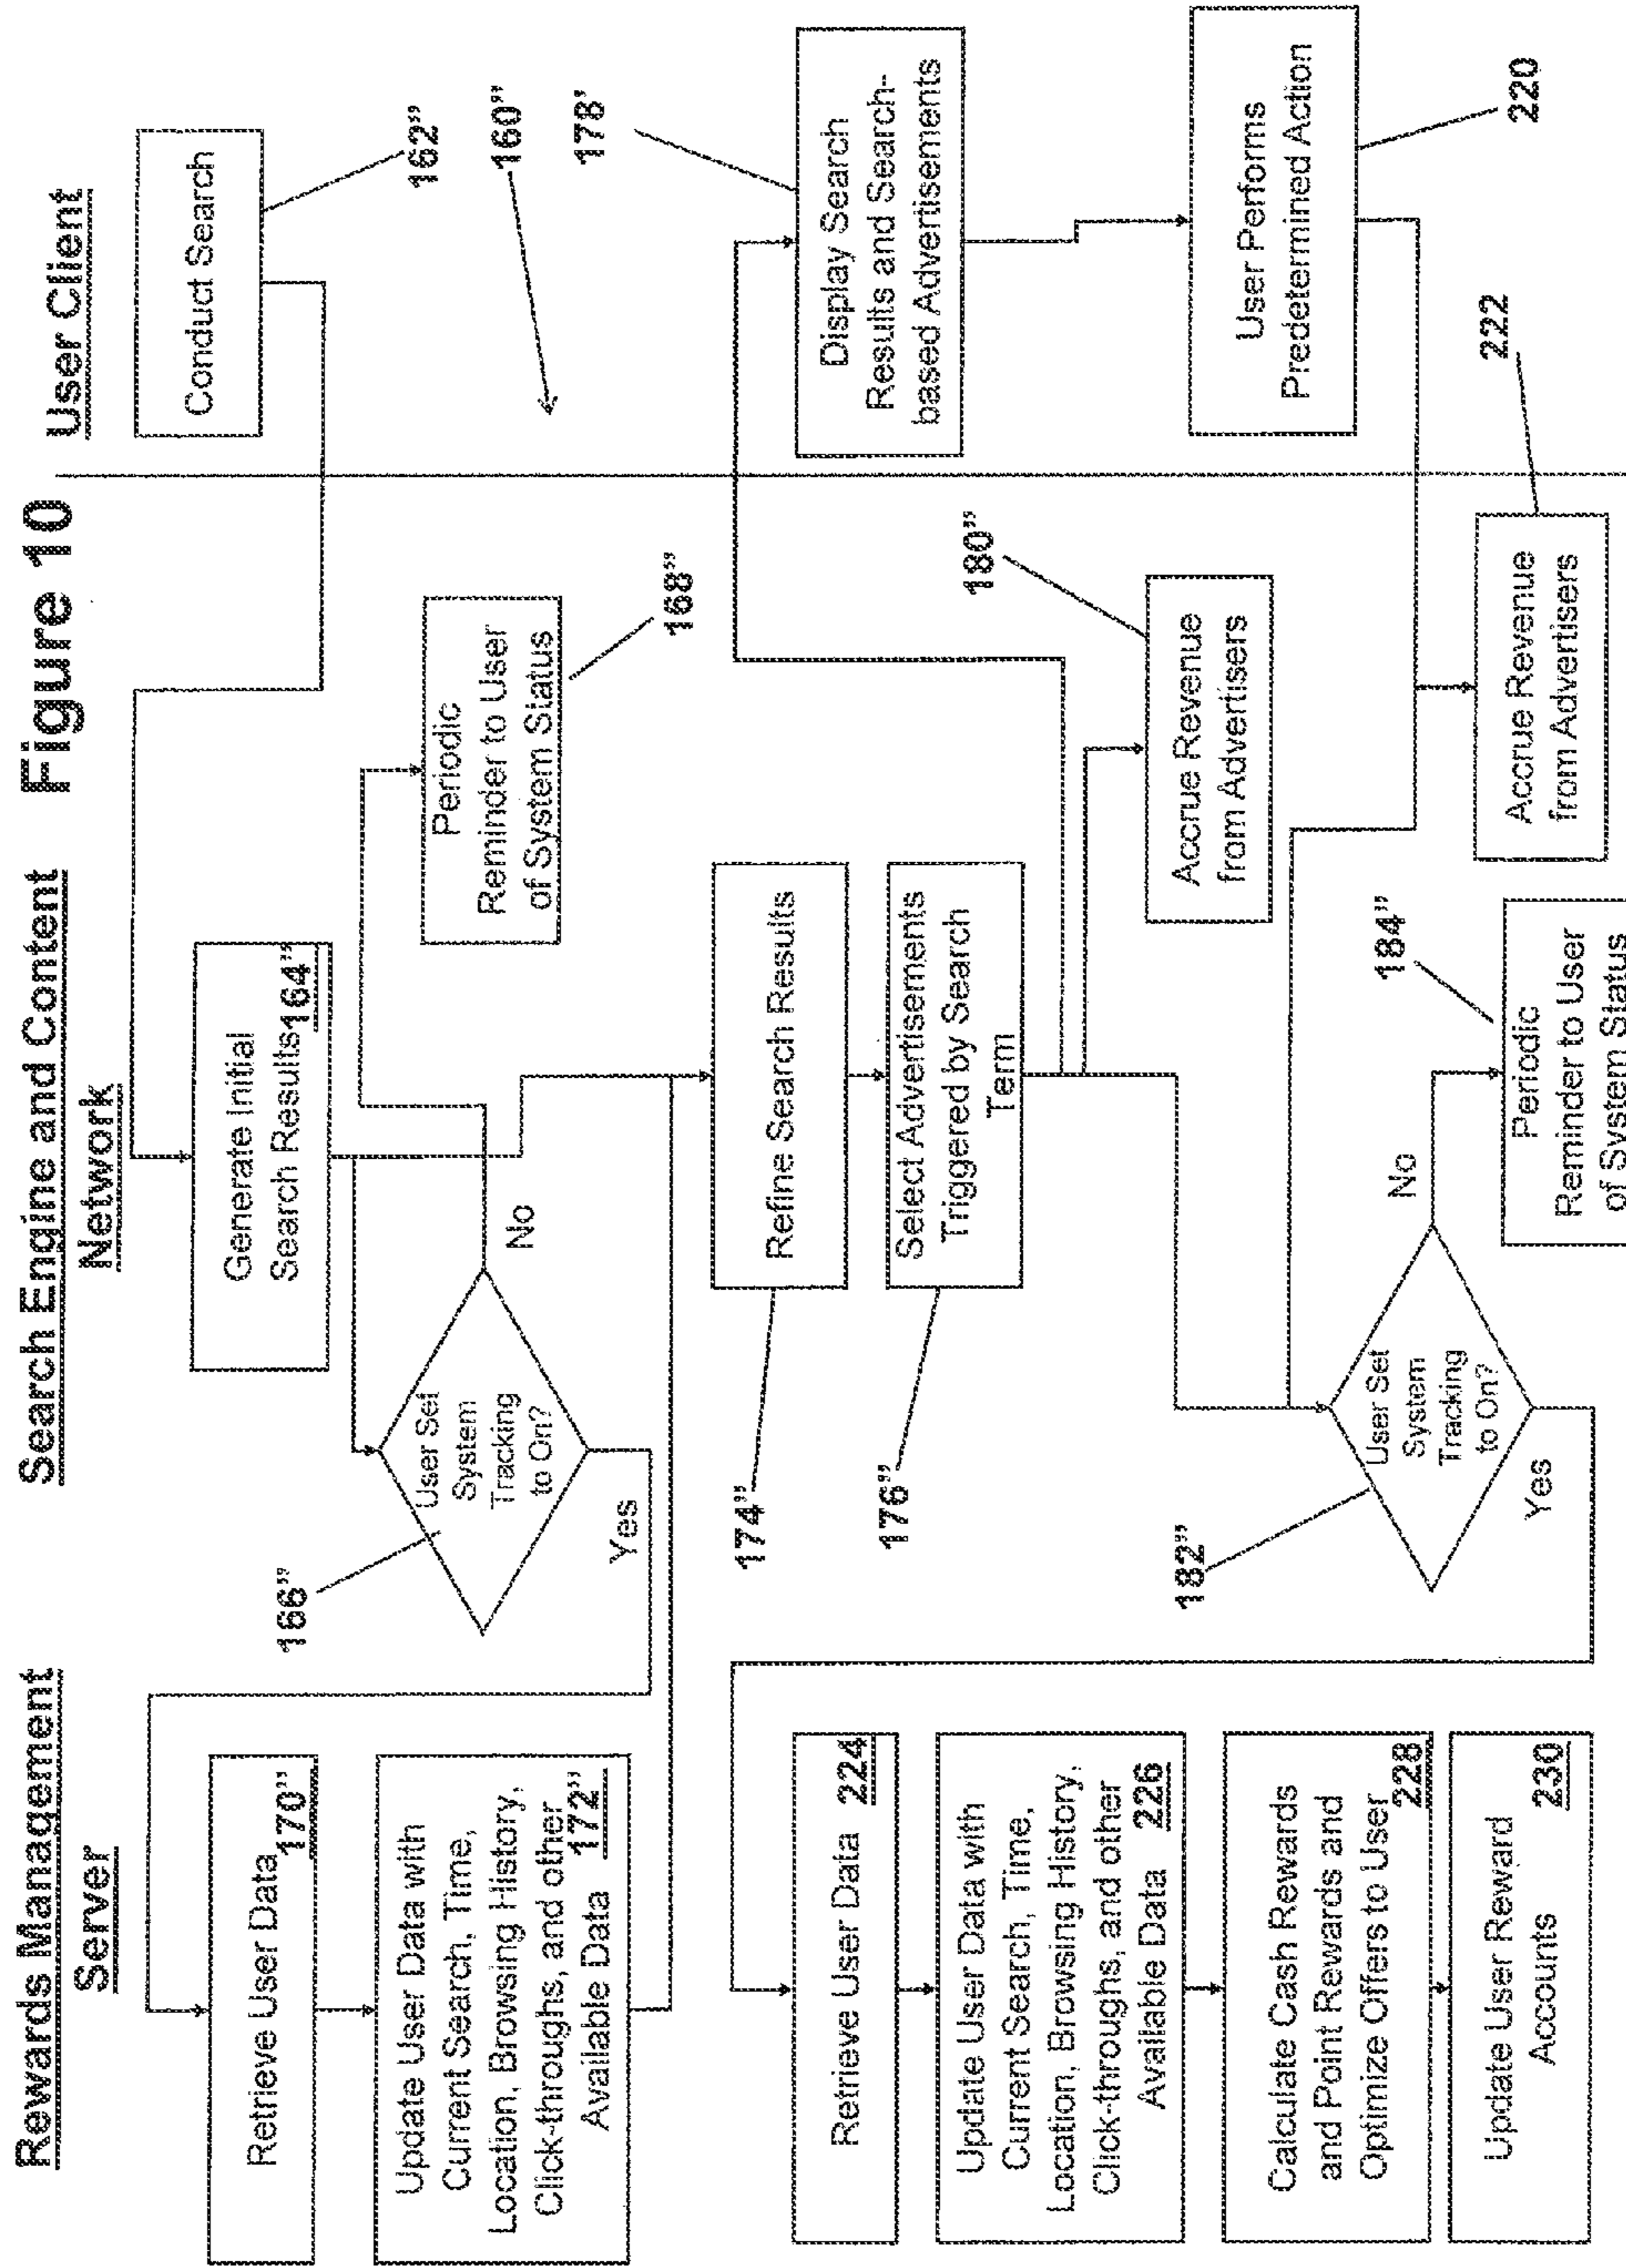 Figure 10
Rewards Management
Server
Search Engine and Content
Network
User Client
Conduct Search
162”
160”
Generate Initial
Search Results
164”
User Set
System
Tracking
to On?
166”
No
Yes
Periodic
Reminder to User
of System Status
168”
Retrieve User Data
170”
Update User Data with
Current Search, Time,
Location, Browsing History,
Click-throughs, and other
Available Data
172”
Refine Search Results
174”
Select Advertisements
Triggered by Search
Term
176”
Display Search
Results and Search-
based Advertisements
178’
Accrue Revenue
from Advertisers
180”
User Performs
Predetermined Action
220
Accrue Revenue
from Advertisers
222
User Set
System
Tracking
to On?
182”
No
Yes
Periodic
Reminder to User
of System Status
184”
Retrieve User Data
224
Update User Data with
Current Search, Time,
Location, Browsing History,
Click-throughs, and other
Available Data
226
Calculate Cash Rewards
and Point Rewards and
Optimize Offers to User
228
Update User Reward
Accounts
230